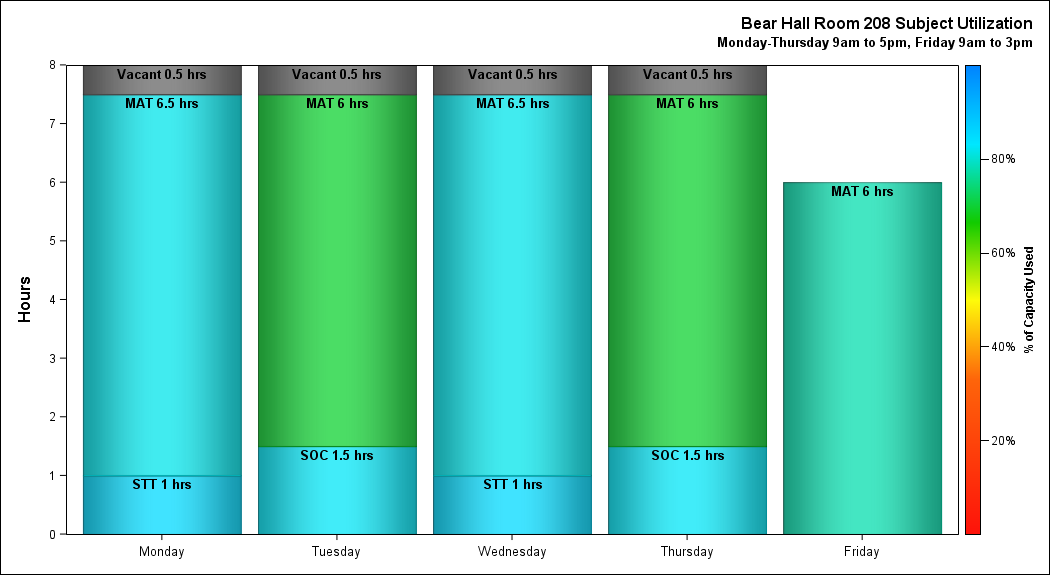 Bear Hall Room 208 Subject Utilization
Monday-Thursday 9am to 5pm, Friday 9am to 3pm
Hours
8
7
6
5
4
3
2
1
0
Vacant 0.5 hrs
MAT 6.5 hrs
STT 1 hrs
Vacant 0.5 hrs
MAT 6 hrs
SOC 1.5 hrs
Vacant 0.5 hrs
MAT 6.5 hrs
STT 1 hrs
Vacant 0.5 hrs
MAT 6 hrs
SOC 1.5 hrs
MAT 6 hrs
Monday
Tuesday
Wednesday
Thursday
Friday
80%
60%
40%
20%
% of Capacity Used